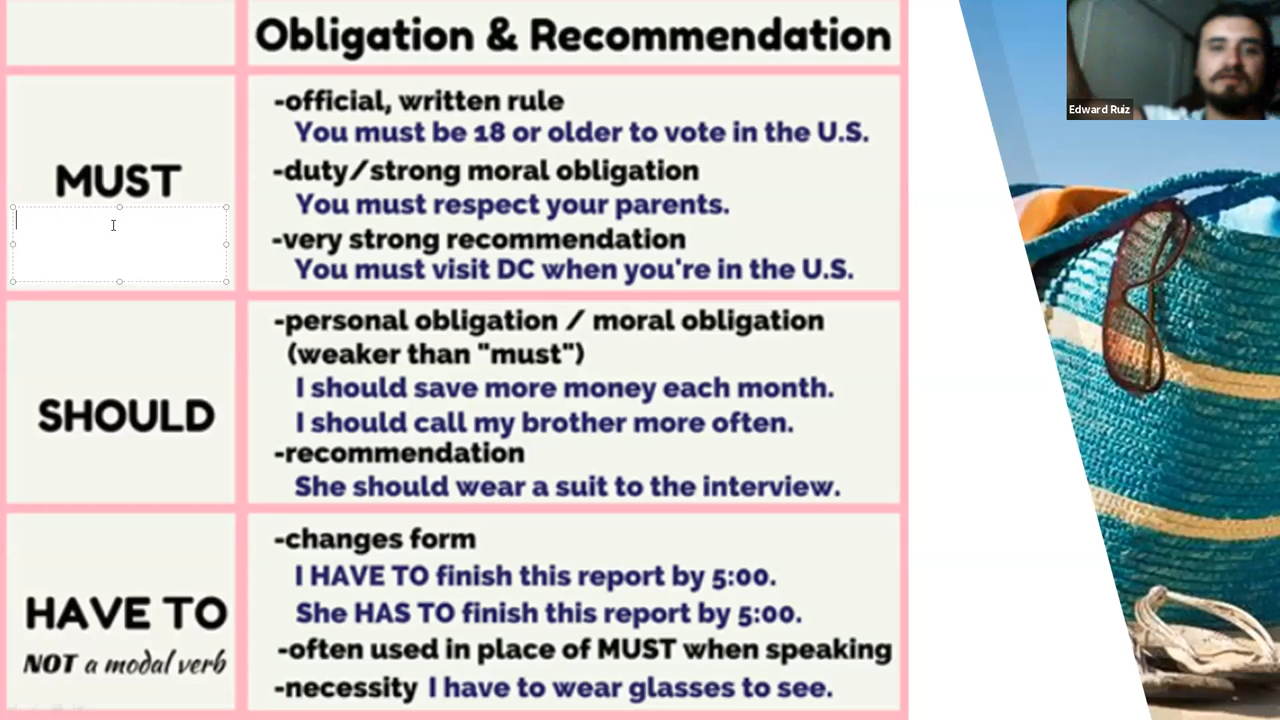 Obligation & Recommendation
MUST
-official, written rule
You must be 18 or older to vote in the U.S.
-duty/strong moral obligation
You must respect your parents.
-very strong recommendation
You must visit DC when you're in the U.S.
SHOULD
-personal obligation / moral obligation
(weaker than "must")
I should save more money each month.
I should call my brother more often.
-recommendation
She should wear a suit to the interview.
HAVE TO
NOT a modal verb
-changes form
I HAVE TO finish this report by 5:00.
She HAS TO finish this report by 5:00.
-often used in place of MUST when speaking
-necessity I have to wear glasses to see.
Edward Ruiz